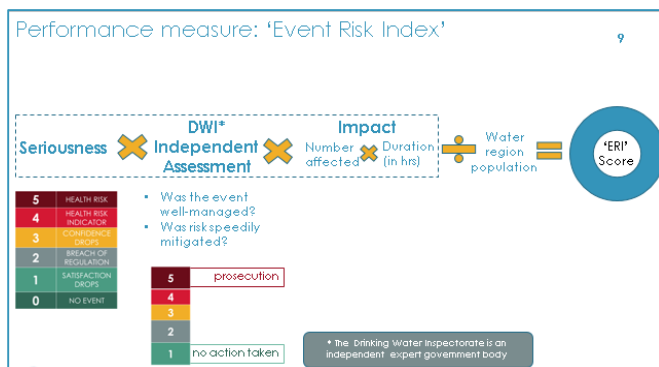 Performance measure: 'Event Risk Index'
9
Seriousness
DWI*
Independent
Assessment
Impact
Number
affected
Duration
(in hrs)
Water
region
population
'ERI'
Score
5 HEALTH RISK
4 HEALTH RISK
INDICATOR
3 CONFIDENCE
DROPS
2 BREACH OF
REGULATION
1 SATISFACTION
DROPS
0 NO EVENT
• Was the event
well-managed?
• Was risk speedily
mitigated?
5 prosecution
4
3
2
1 no action taken
* The Drinking Water Inspectorate is an
independent expert government body